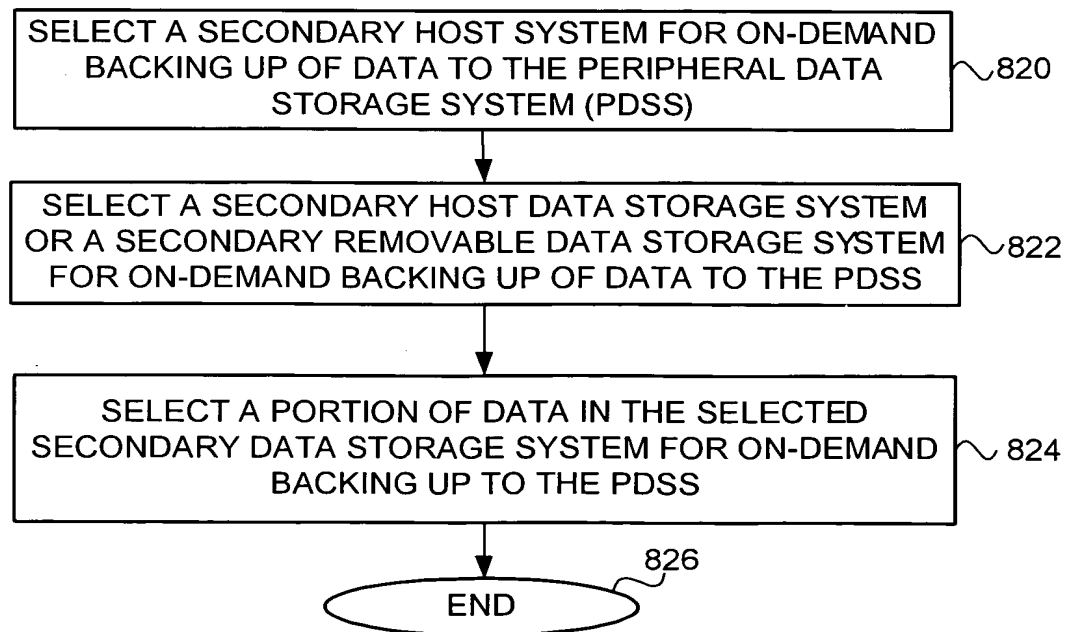 SELECT A SECONDARY HOST SYSTEM FOR ON-DEMAND
BACKING UP OF DATA TO THE PERIPHERAL DATA
STORAGE SYSTEM (PDSS)
820
SELECT A SECONDARY HOST DATA STORAGE SYSTEM
OR A SECONDARY REMOVABLE DATA STORAGE SYSTEM
FOR ON-DEMAND BACKING UP OF DATA TO THE PDSS
822
SELECT A PORTION OF DATA IN THE SELECTED
SECONDARY DATA STORAGE SYSTEM FOR ON-DEMAND
BACKING UP TO THE PDSS
824
826
END